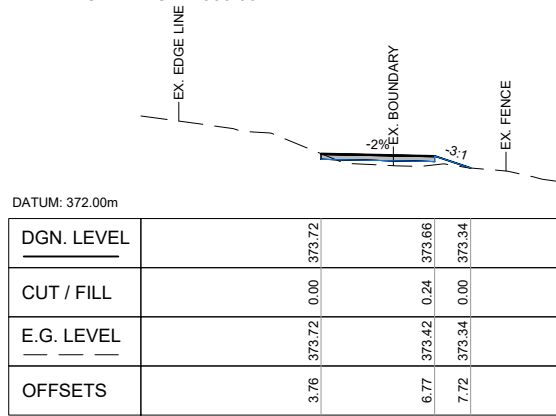 EX. EDGE LINE
EX. BOUNDARY
EX. FENCE
-2%
-3:1
DATUM: 372.00m
DGN. LEVEL 373.72 373.66 373.34
CUT / FILL 0.00 0.24 0.00
E.G. LEVEL 373.72 373.42 373.34
OFFSETS 3.76 6.77 7.72